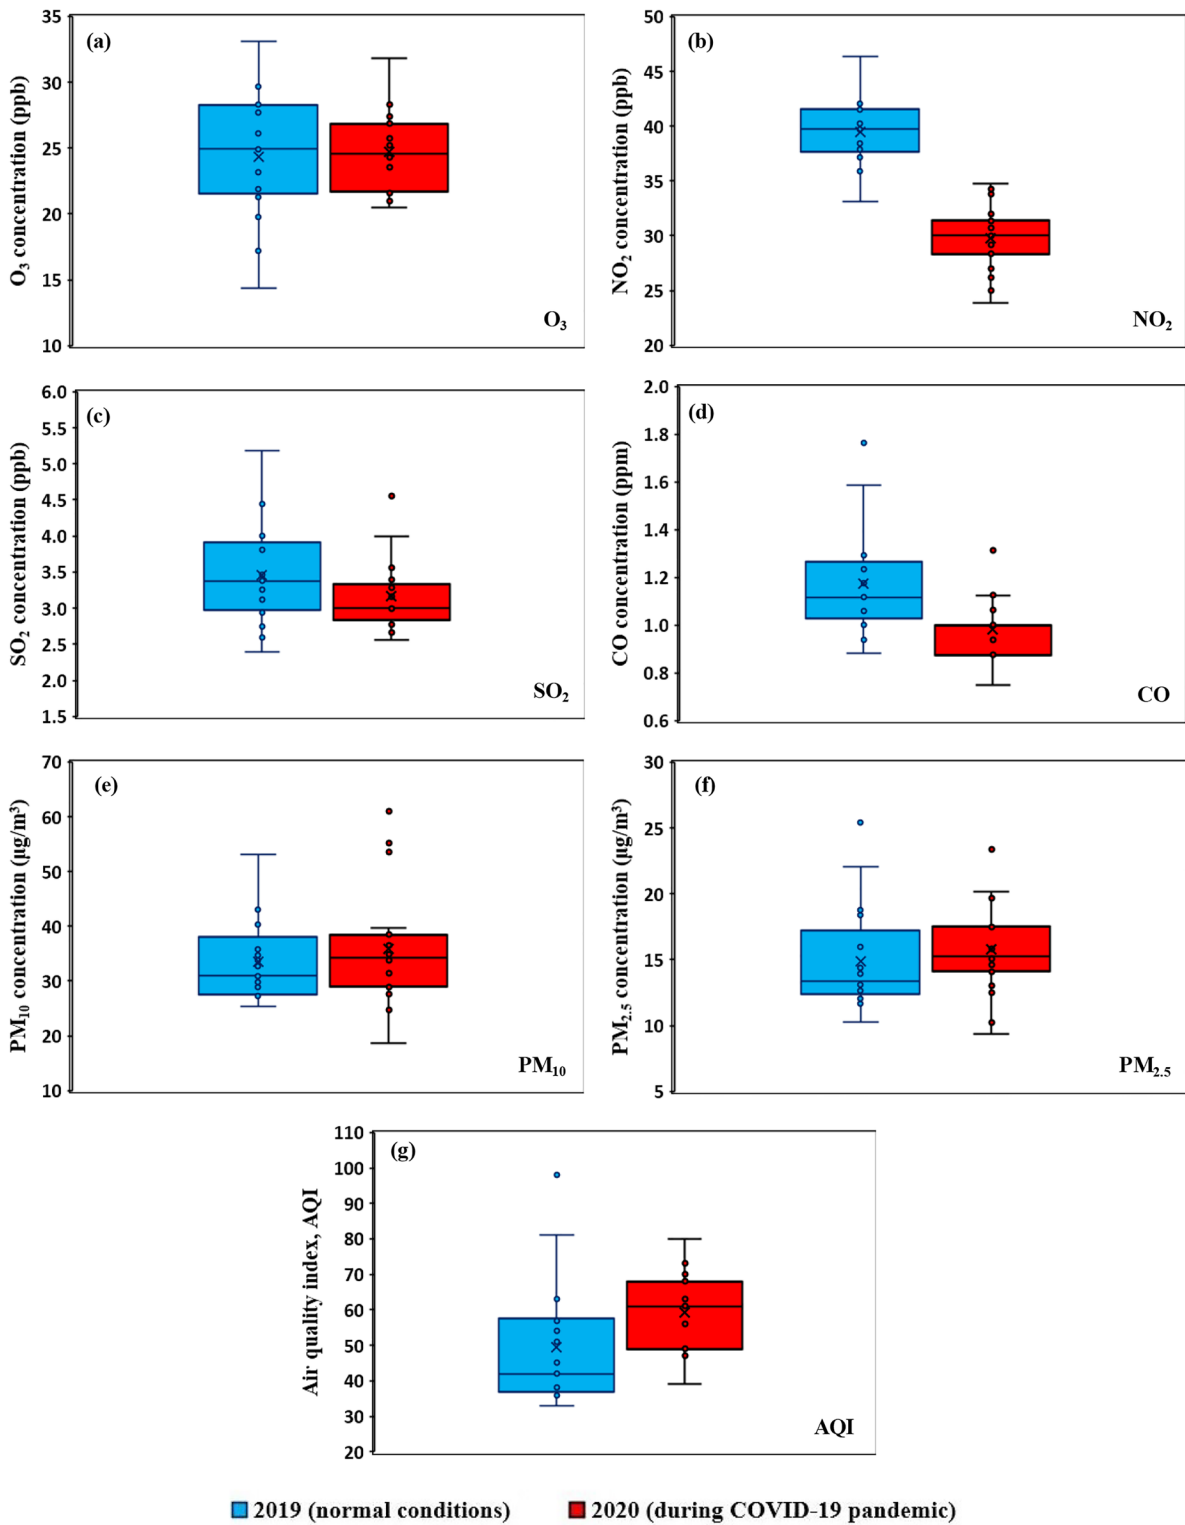 (a)
O₃ concentration (ppb)
35
30
25
20
15
10
O₃
(b)
NO₂ concentration (ppb)
50
45
40
35
30
25
20
NO₂
(c)
SO₂ concentration (ppb)
6.0
5.5
5.0
4.5
4.0
3.5
3.0
2.5
2.0
1.5
SO₂
(d)
CO concentration (ppm)
2.0
1.8
1.6
1.4
1.2
1.0
0.8
0.6
CO
(e)
PM₁₀ concentration (µg/m³)
70
60
50
40
30
20
10
PM₁₀
(f)
PM₂.₅ concentration (µg/m³)
30
25
20
15
10
5
PM₂.₅
(g)
Air quality index, AQI
110
100
90
80
70
60
50
40
30
20
AQI
2019 (normal conditions)
2020 (during COVID-19 pandemic)